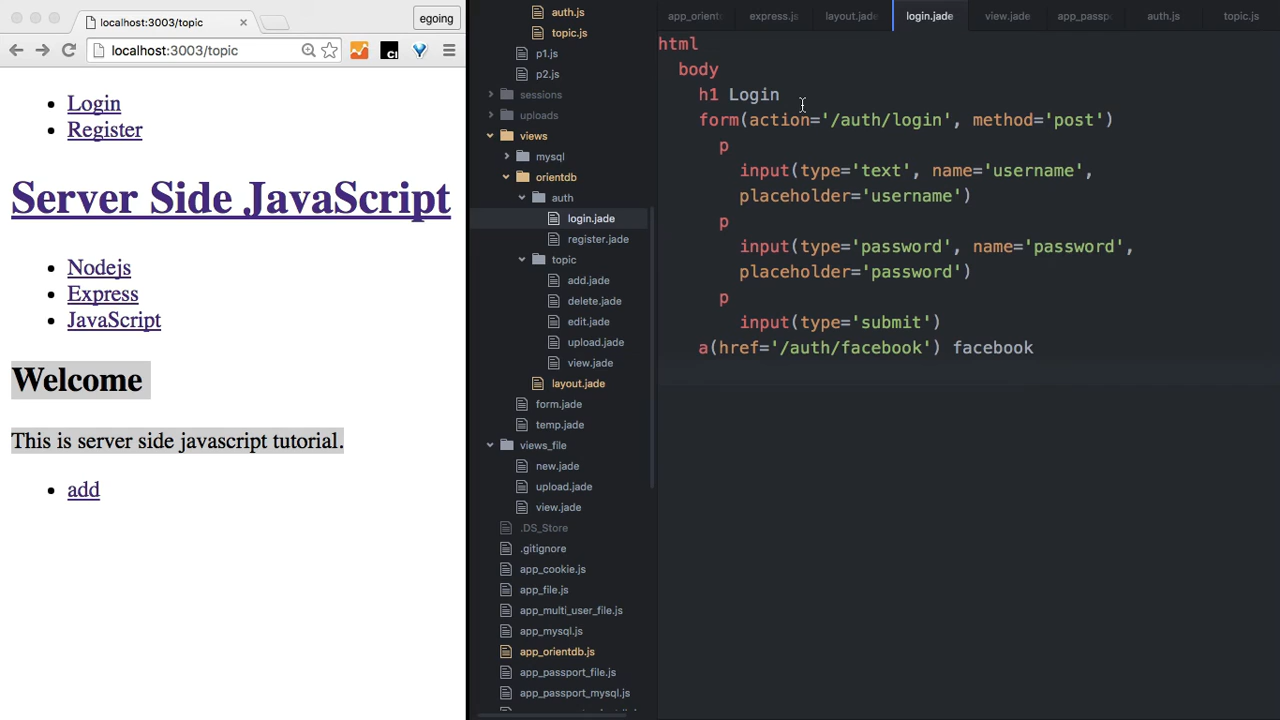 localhost:3003/topic
egoing
localhost:3003/topic
Login
Register
Server Side JavaScript
Nodejs
Express
JavaScript
Welcome
This is server side javascript tutorial.
add
auth.js
topic.js
p1.js
p2.js
sessions
uploads
views
mysql
orientdb
auth
login.jade
register.jade
topic
add.jade
delete.jade
edit.jade
upload.jade
view.jade
layout.jade
form.jade
temp.jade
views_file
new.jade
upload.jade
view.jade
.DS_Store
.gitignore
app_cookie.js
app_file.js
app_multi_user_file.js
app_mysql.js
app_orientdb.js
app_passport_file.js
app_passport_mysql.js
app_orient
express.js
layout.jade
login.jade
view.jade
app_passp
auth.js
topic.js
html
body
h1 Login
form(action='/auth/login', method='post')
p
input(type='text', name='username',
placeholder='username')
p
input(type='password', name='password',
placeholder='password')
p
input(type='submit')
a(href='/auth/facebook') facebook